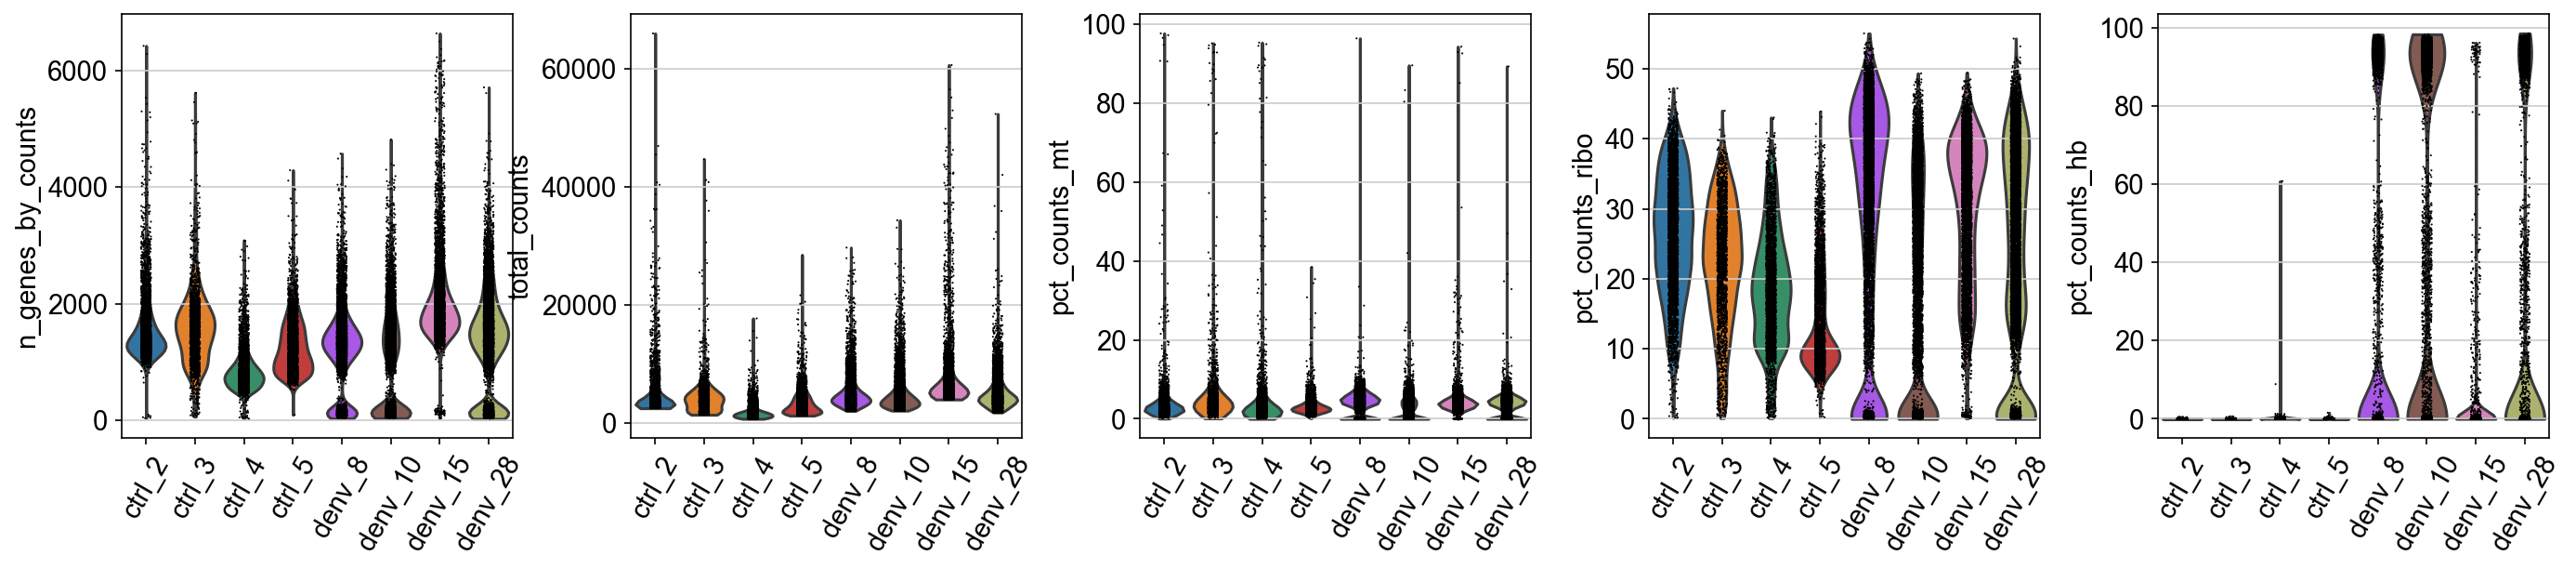 n_genes_by_counts
6000
4000
2000
0
ctrl_2
ctrl_3
ctrl_4
ctrl_5
denv_8
denv_10
denv_15
denv_28
total_counts
60000
40000
20000
0
ctrl_2
ctrl_3
ctrl_4
ctrl_5
denv_8
denv_10
denv_15
denv_28
pct_counts_mt
100
80
60
40
20
0
ctrl_2
ctrl_3
ctrl_4
ctrl_5
denv_8
denv_10
denv_15
denv_28
pct_counts_ribo
50
40
30
20
10
0
ctrl_2
ctrl_3
ctrl_4
ctrl_5
denv_8
denv_10
denv_15
denv_28
pct_counts_hb
100
80
60
40
20
0
ctrl_2
ctrl_3
ctrl_4
ctrl_5
denv_8
denv_10
denv_15
denv_28